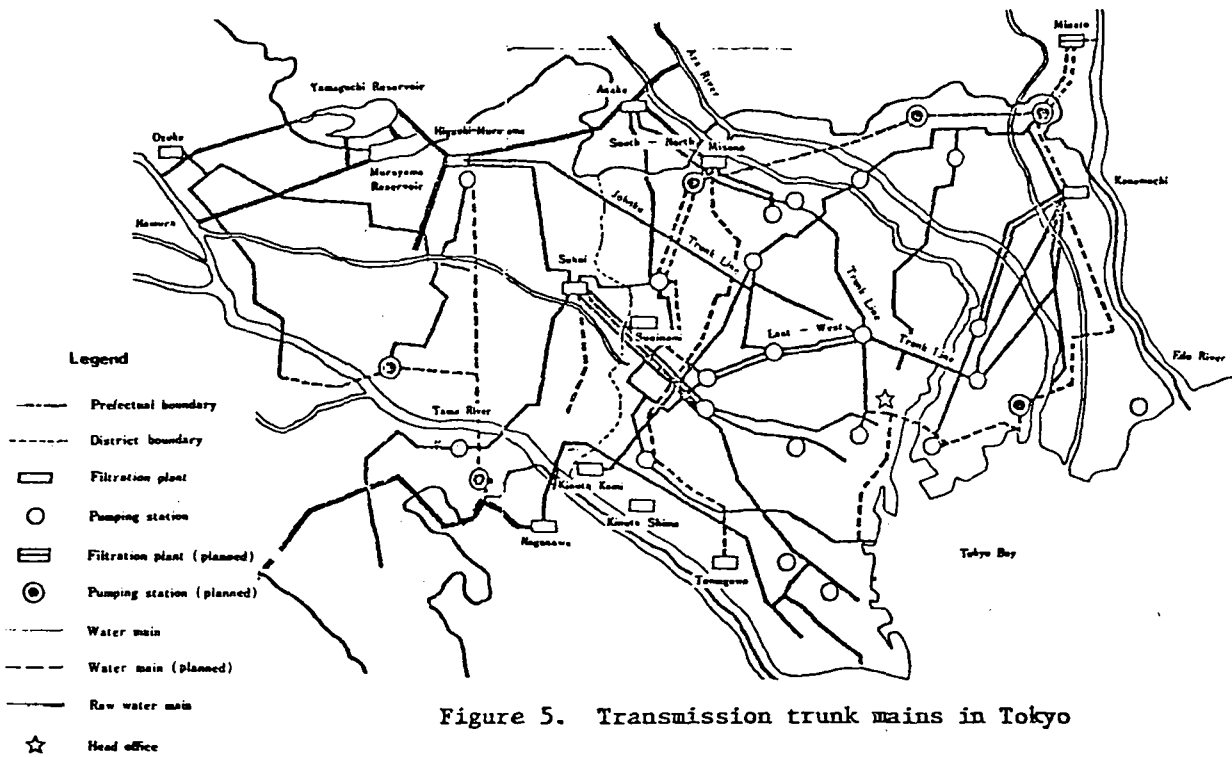 Misato
Ara River
Yamaguchi Reservoir
Asaka
Ozaku
Higashi-Murayama
South - North
Misono
Murayama Reservoir
Kanamachi
Hamura
Johoku
Trunk Line
Sakai
Trunk Line
Suginami
East - West
Trunk Line
Edo River
Legend
Prefectual boundary
District boundary
Filtration plant
Pumping station
Filtration plant (planned)
Pumping station (planned)
Water main
Water main (planned)
Raw water main
Head office
Tama River
Kinuta Kami
Kinuta Shimo
Nagasawa
Tamagawa
Tokyo Bay
Figure 5. Transmission trunk mains in Tokyo